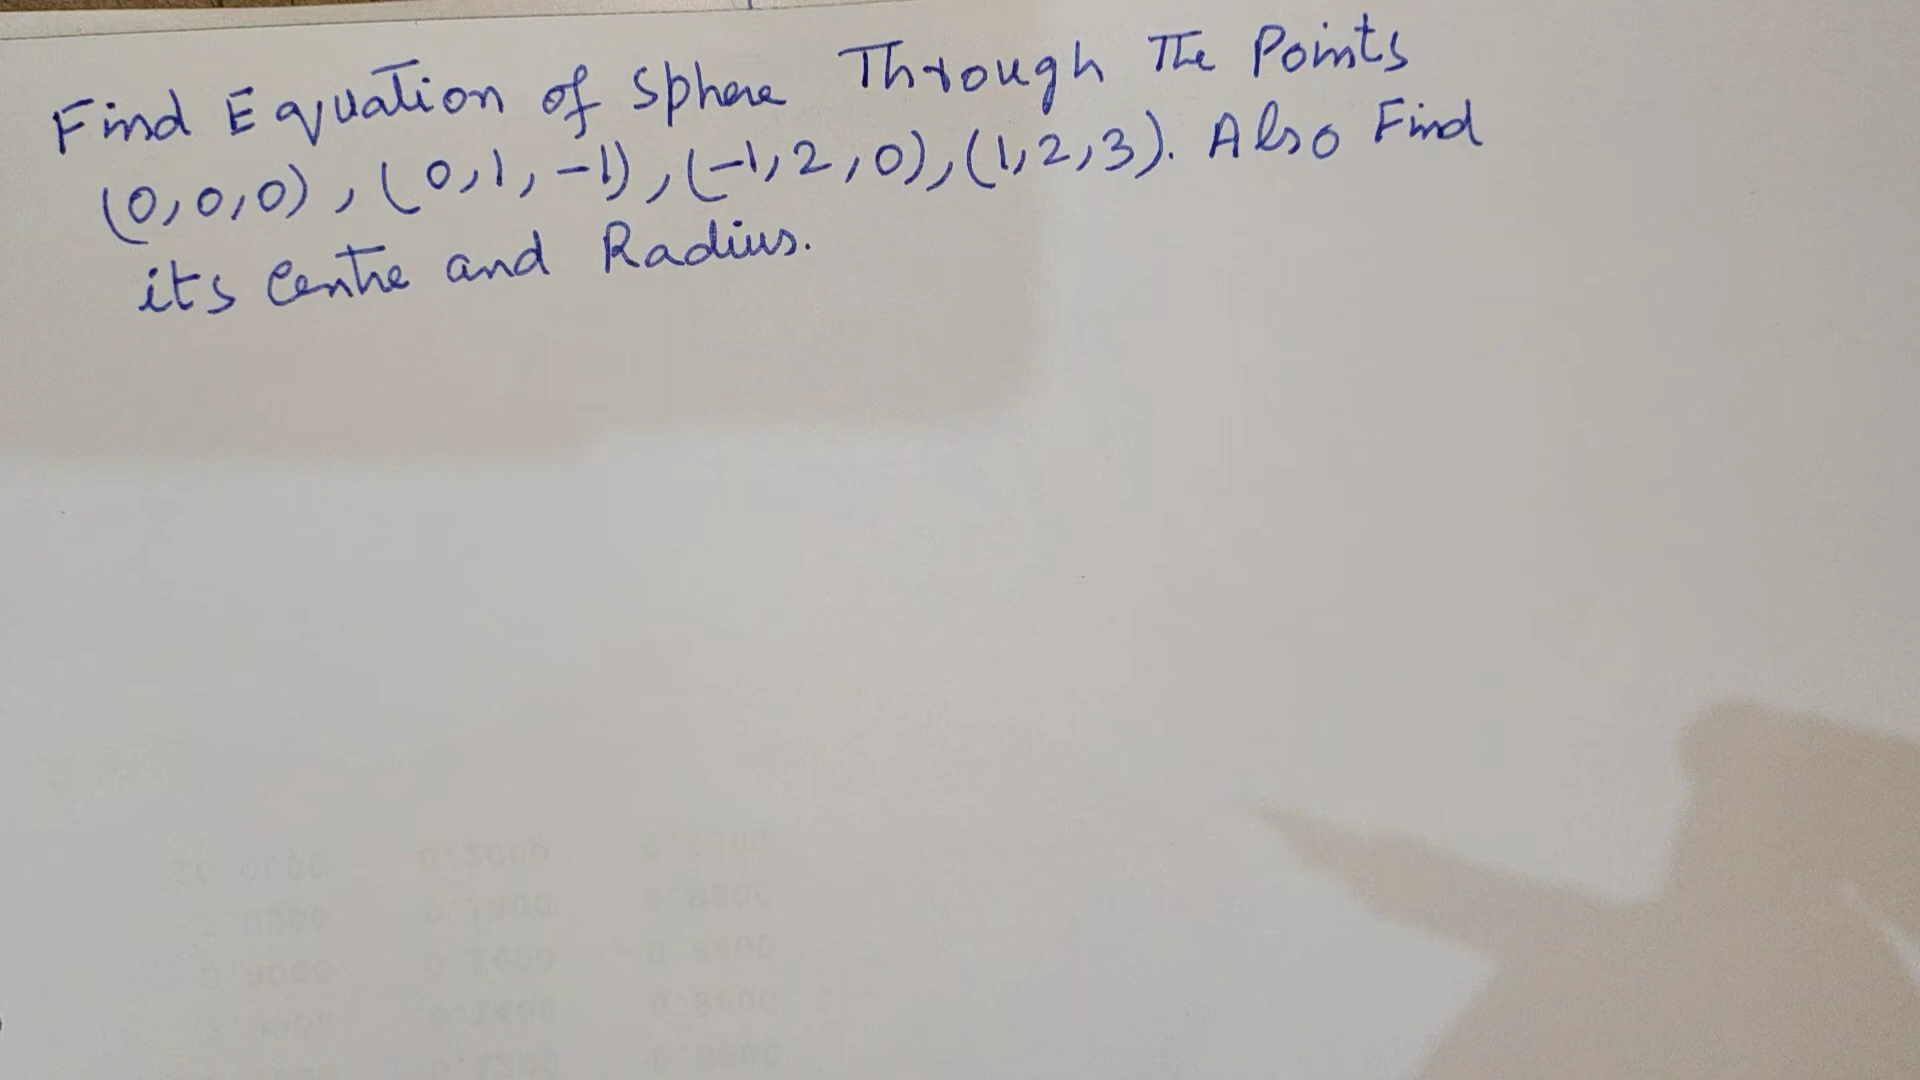 Find Equation of Sphere Through The Points
(0,0,0), (0,1,-1), (-1,2,0), (1,2,3). Also Find
its Centre and Radius.